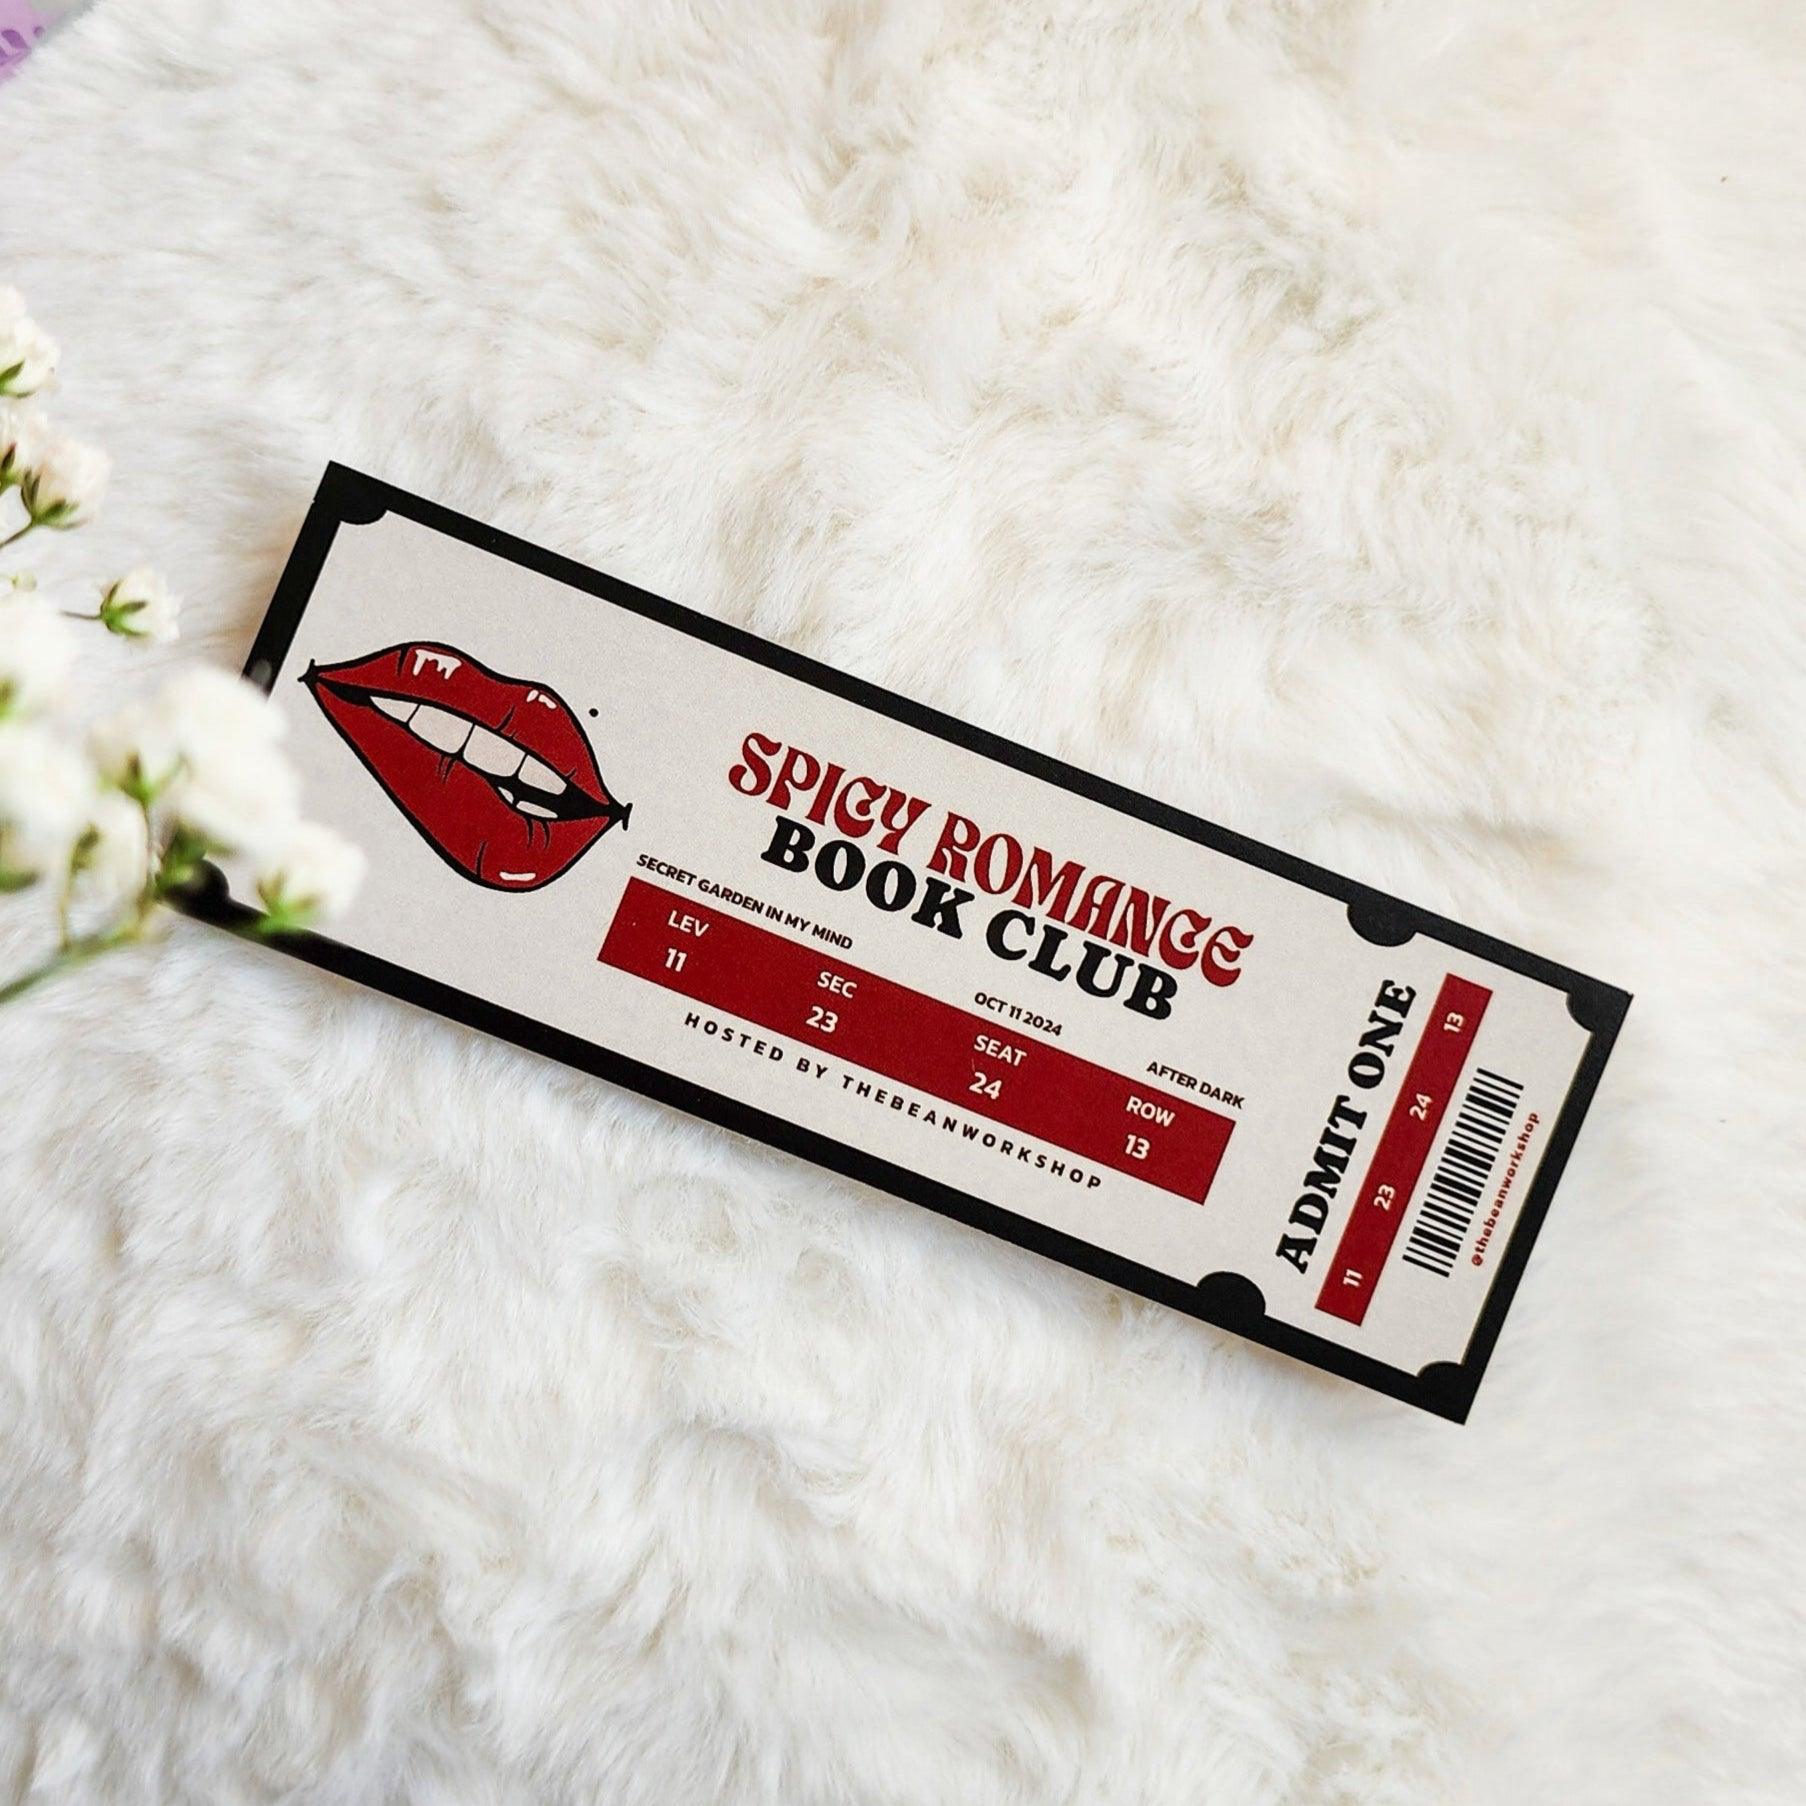 SPICY ROMANCE
BOOK CLUB
SECRET GARDEN IN MY MIND
OCT 11 2024
AFTER DARK
LEV SEC SEAT ROW
11 23 24 13
HOSTED BY THEBEANWORKSHOP
ADMIT ONE
11 23 24 13
@thebeanworkshop